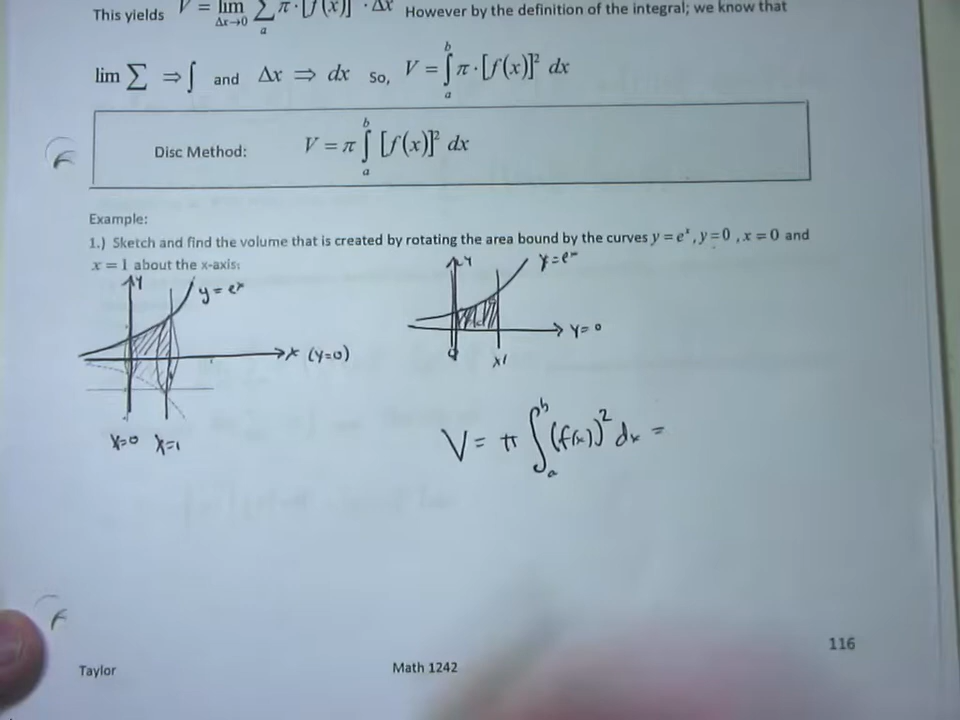 This yields V = lim Δx→0 ∑ a π · [f(x)]² · Δx However by the definition of the integral; we know that
lim ∑ ⇒ ∫ and Δx ⇒ dx So, V = ∫ₐᵇ π · [f(x)]² dx
Disc Method: V = π ∫ₐᵇ [f(x)]² dx
Example:
1.) Sketch and find the volume that is created by rotating the area bound by the curves y = eˣ, y = 0, x = 0 and
x = 1 about the x-axis.
y y = eˣ
x (y=0)
x=0 x=1
y y = eˣ
y = 0
x1
V = π ∫ₐᵇ (f(x))² dx =
116
Taylor Math 1242